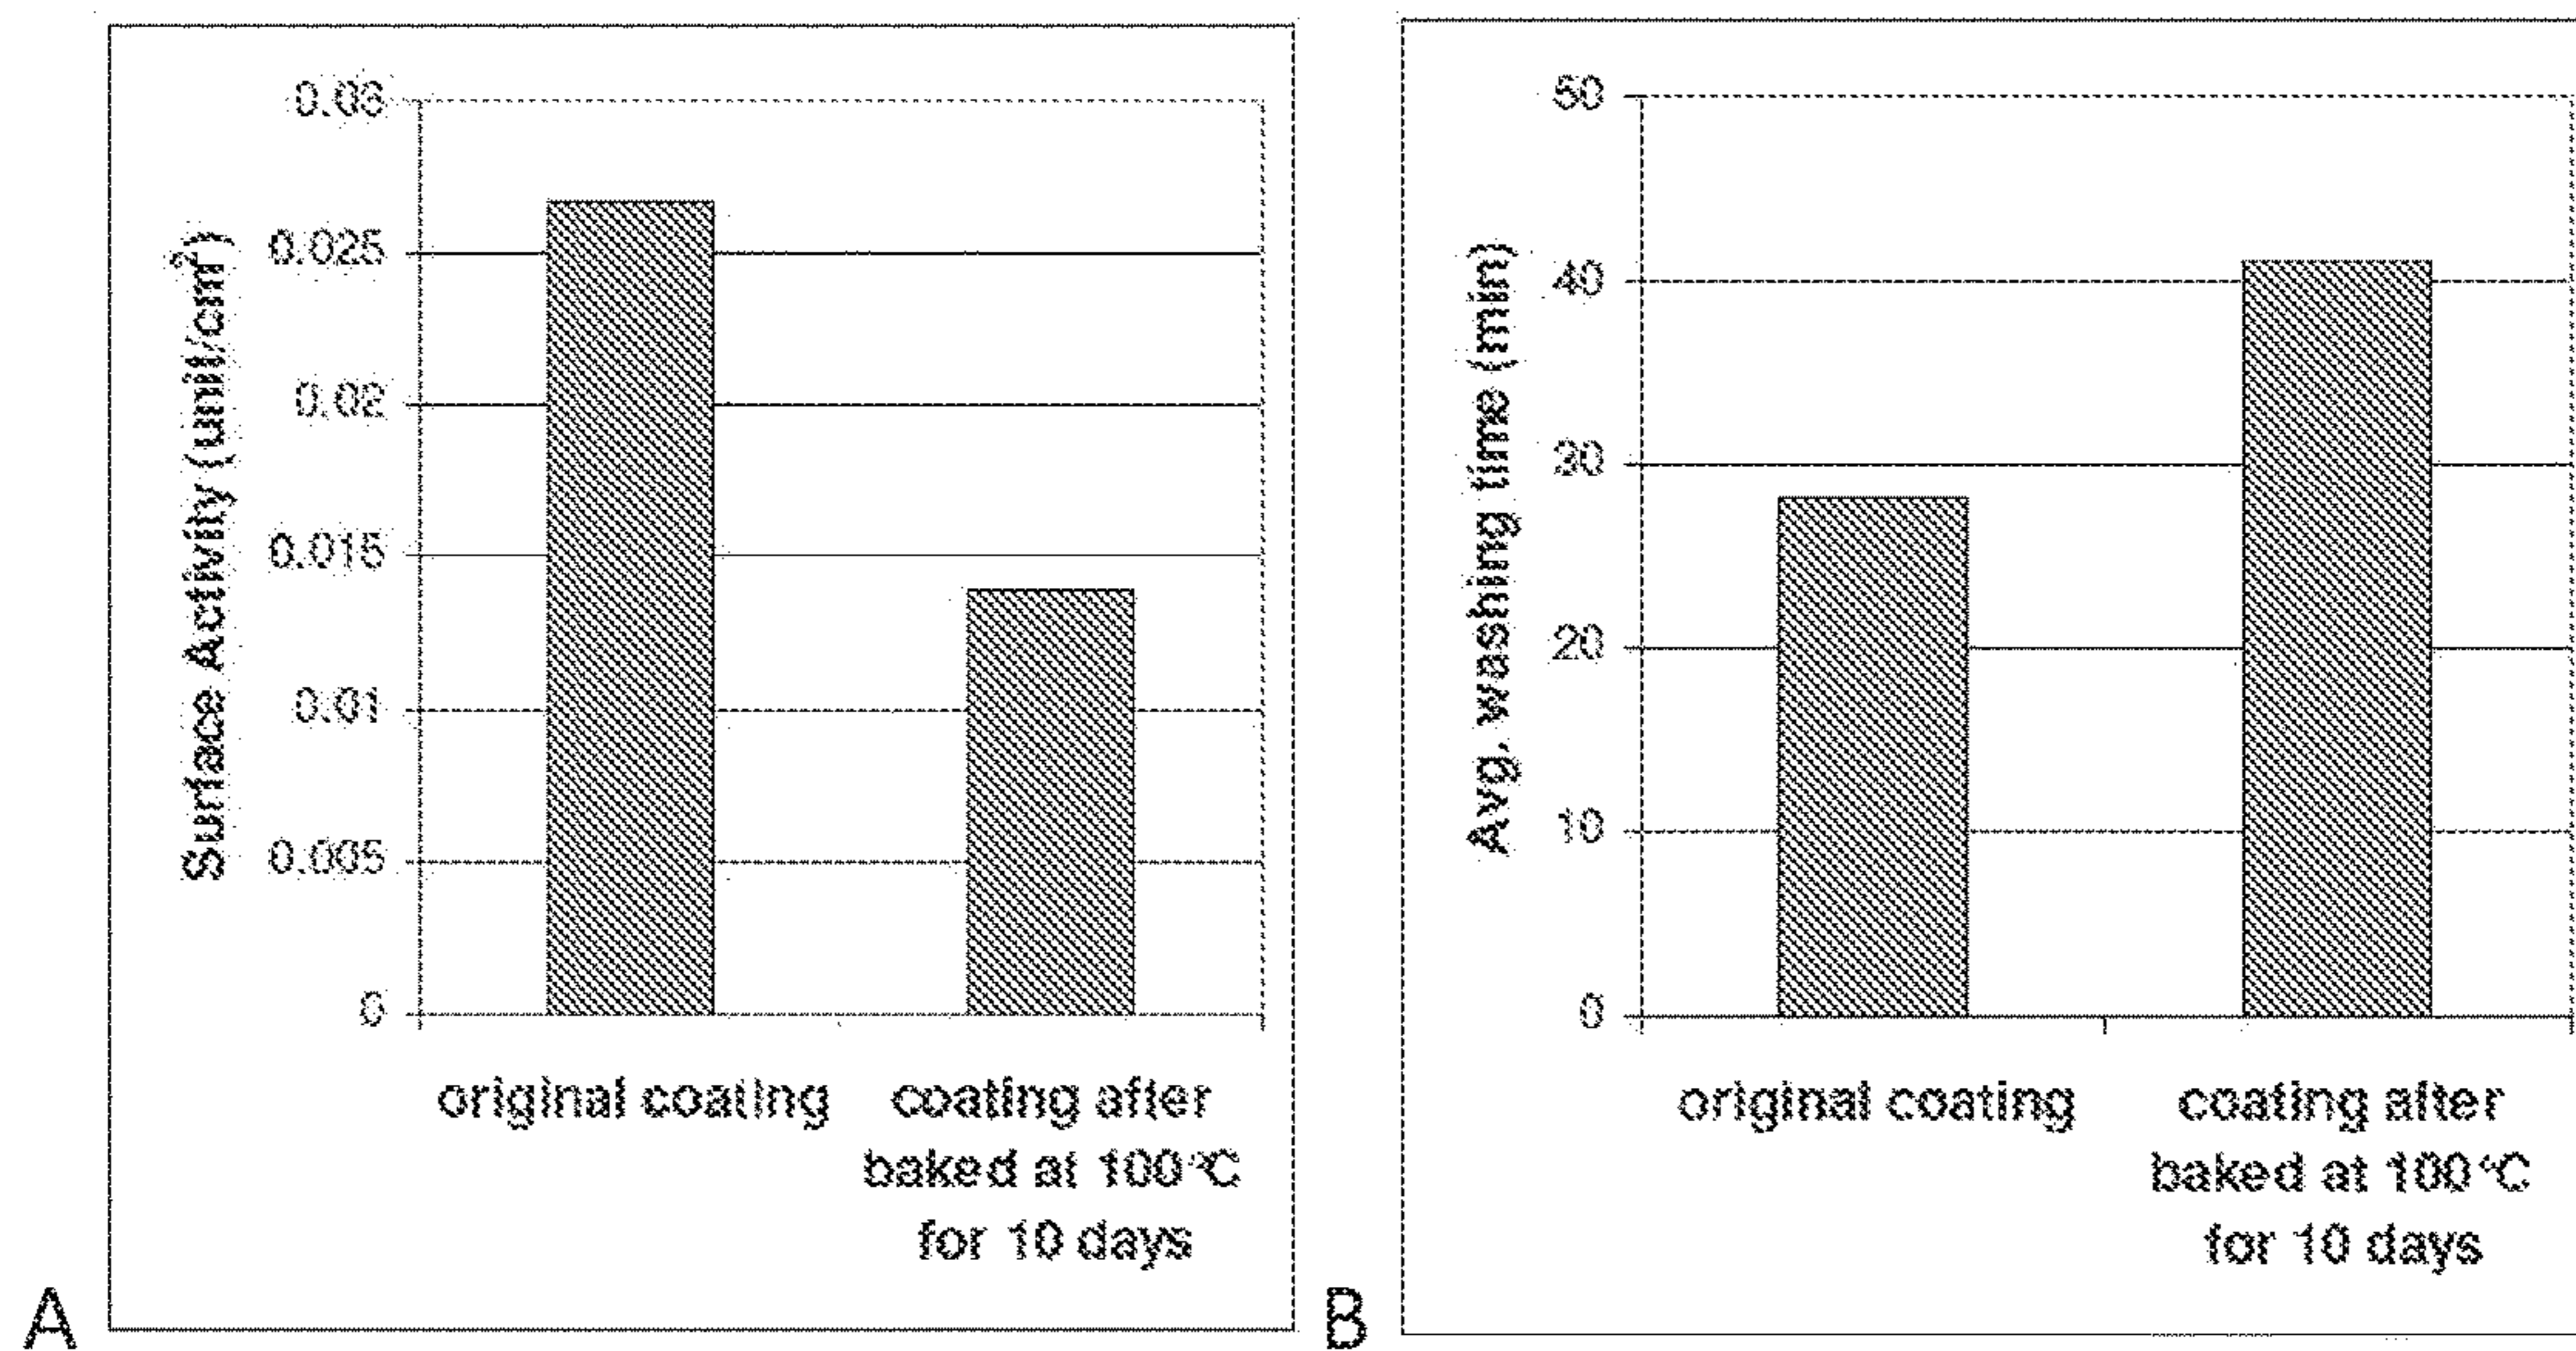 Surface Activity (unit/cm²)
0.03
0.025
0.02
0.015
0.01
0.005
0
original coating
coating after
baked at 100°C
for 10 days
A
Avg. washing time (min)
50
40
30
20
10
0
original coating
coating after
baked at 100°C
for 10 days
B